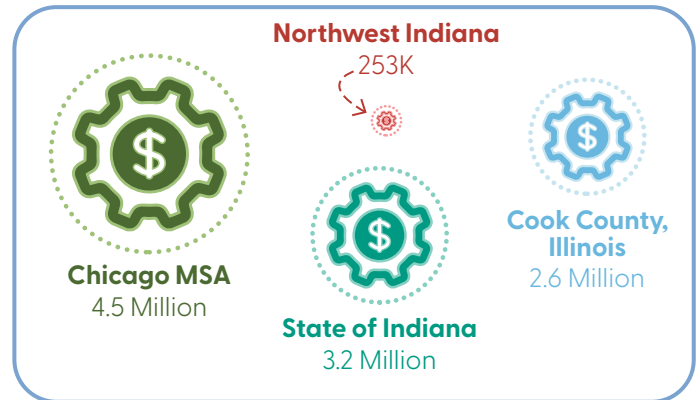 Northwest Indiana
253K
$
$
$
$
Chicago MSA
4.5 Million
State of Indiana
3.2 Million
Cook County,
Illinois
2.6 Million